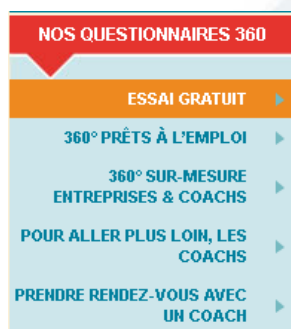 NOS QUESTIONNAIRES 360
ESSAI GRATUIT
360° PRÊTS À L'EMPLOI
360° SUR-MESURE
ENTREPRISES & COACHS
POUR ALLER PLUS LOIN, LES
COACHS
PRENDRE RENDEZ-VOUS AVEC
UN COACH